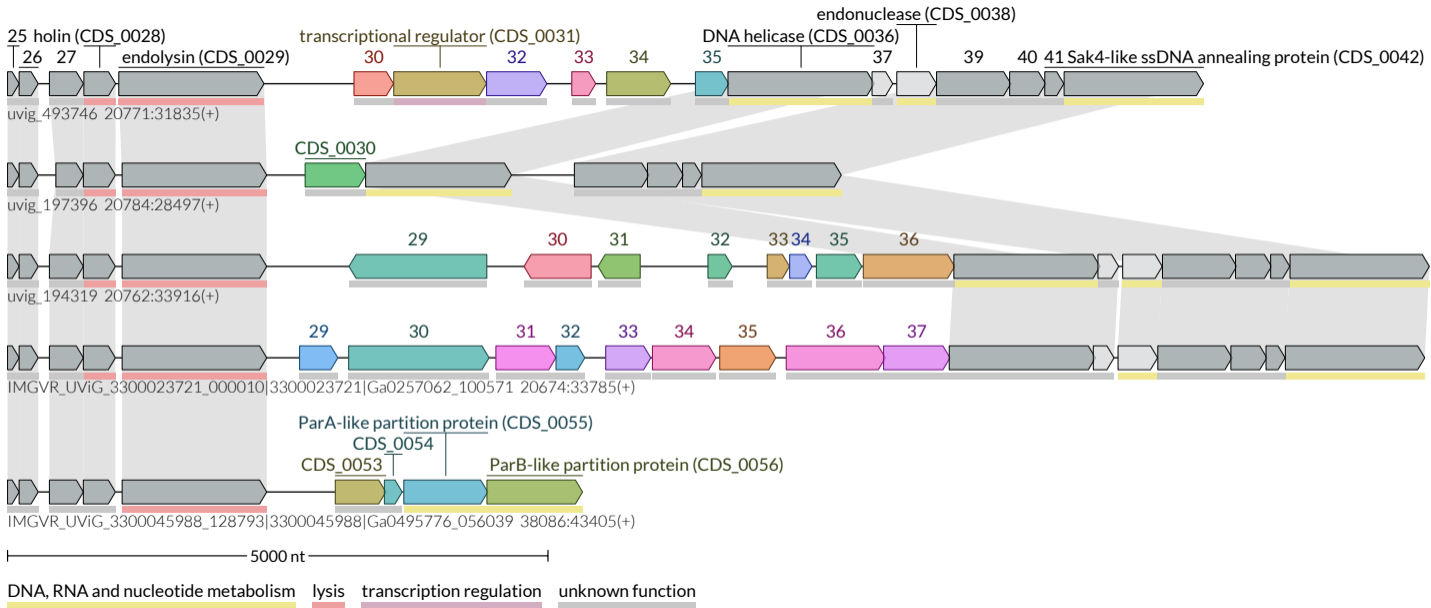 endonuclease (CDS_0038)
25 holin (CDS_0028) transcriptional regulator (CDS_0031) DNA helicase (CDS_0036)
26 27 endolysin (CDS_0029) 30 32 33 34 35 37 39 40 41 Sak4-like ssDNA annealing protein (CDS_0042)
uvig_493746 20771:31835(+)
CDS_0030
uvig_197396 20784:28497(+)
29 30 31 32 33 34 35 36
uvig_194319 20762:33916(+)
29 30 31 32 33 34 35 36 37
IMGVR_UViG_3300023721_000010|3300023721|Ga0257062_100571 20674:33785(+)
ParA-like partition protein (CDS_0055)
CDS_0054
CDS_0053 ParB-like partition protein (CDS_0056)
IMGVR_UViG_3300045988_128793|3300045988|Ga0495776_056039 38086:43405(+)
5000 nt
DNA, RNA and nucleotide metabolism lysis transcription regulation unknown function